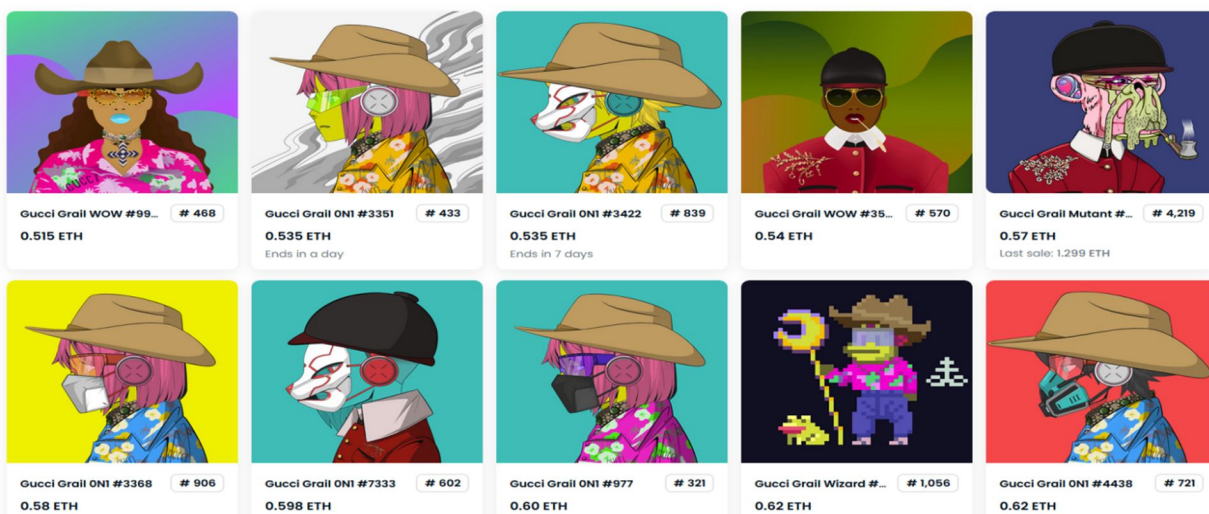 Gucci Grail WOW #99... # 468
0.515 ETH
Gucci Grail 0N1 #3351 # 433
0.535 ETH
Ends in a day
Gucci Grail 0N1 #3422 # 839
0.535 ETH
Ends in 7 days
Gucci Grail WOW #35... # 570
0.54 ETH
Gucci Grail Mutant #... # 4,219
0.57 ETH
Last sale: 1.299 ETH
Gucci Grail 0N1 #3368 # 906
0.58 ETH
Gucci Grail 0N1 #7333 # 602
0.598 ETH
Gucci Grail 0N1 #977 # 321
0.60 ETH
Gucci Grail Wizard #... # 1,056
0.62 ETH
Gucci Grail 0N1 #4438 # 721
0.62 ETH